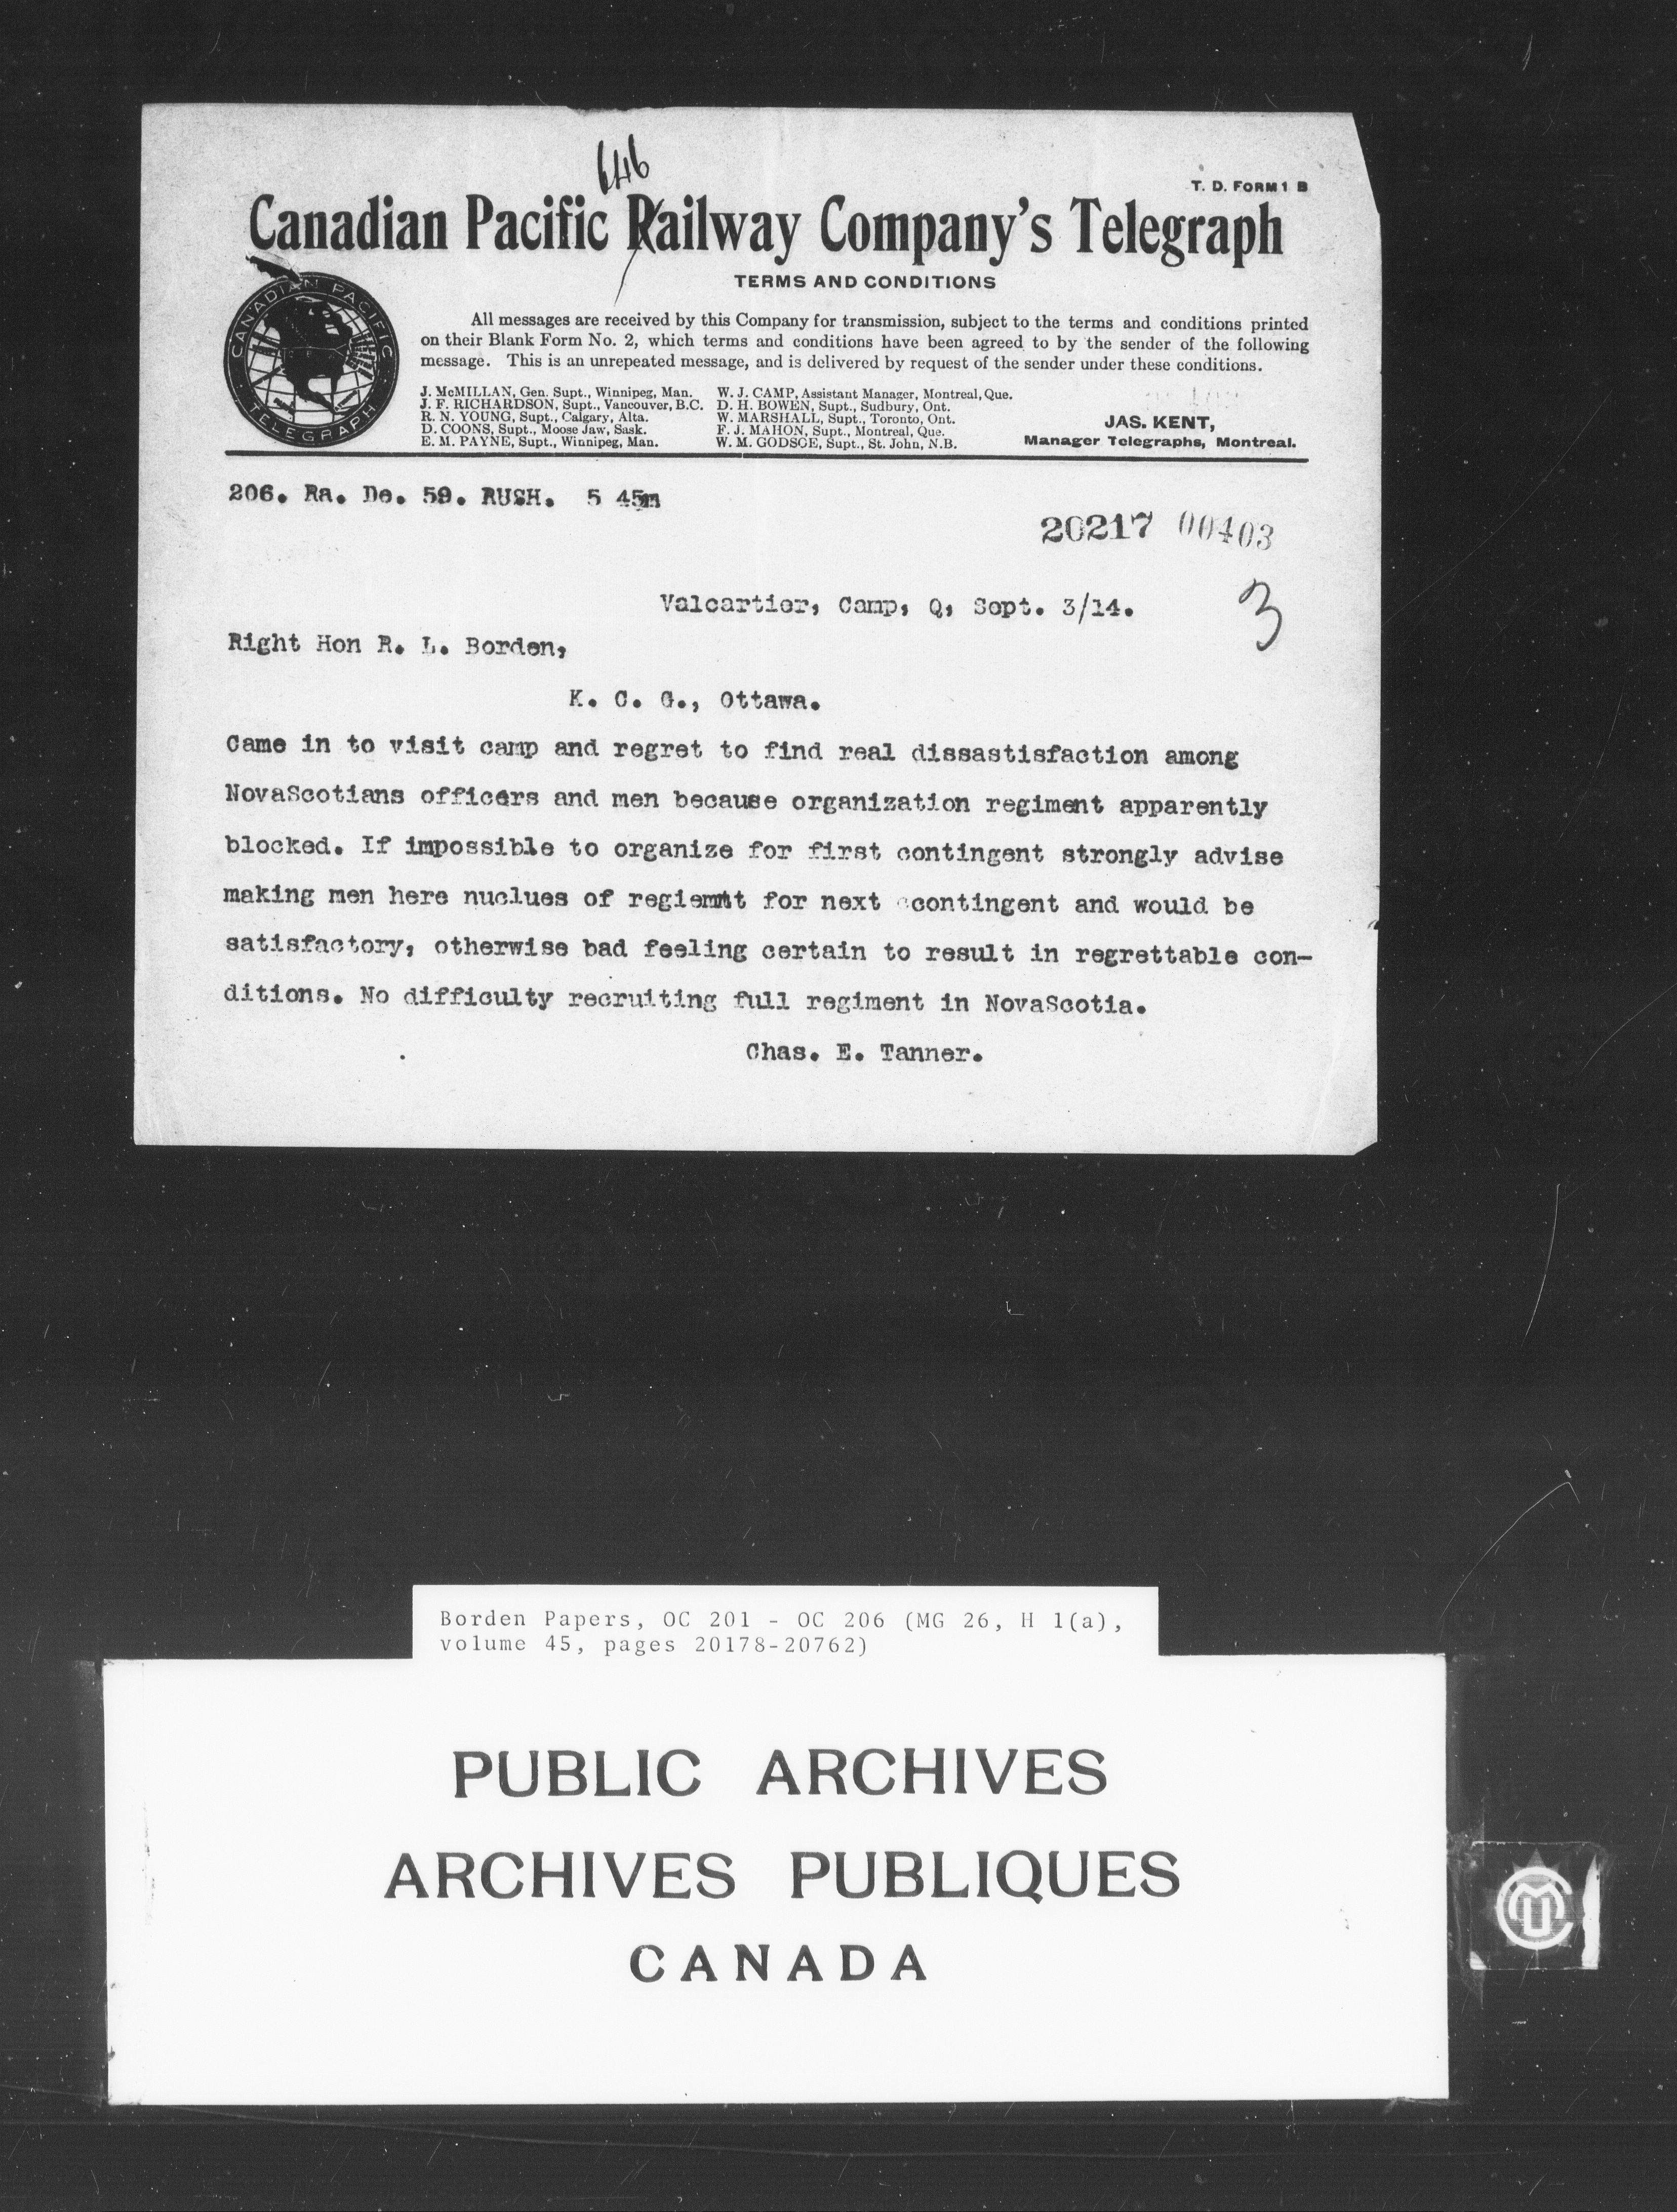 646
T. D. FORM 1 B
Canadian Pacific Railway Company's Telegraph
TERMS AND CONDITIONS
CANADIAN PACIFIC
TELEGRAPH
All messages are received by this Company for transmission, subject to the terms and conditions printed
on their Blank Form No. 2, which terms and conditions have been agreed to by the sender of the following
message. This is an unrepeated message, and is delivered by request of the sender under these conditions.
J. McMILLAN, Gen. Supt., Winnipeg, Man.
J. F. RICHARDSON, Supt., Vancouver, B.C.
R. N. YOUNG, Supt., Calgary, Alta.
D. COONS, Supt., Moose Jaw, Sask.
E. M. PAYNE, Supt., Winnipeg, Man.
W. J. CAMP, Assistant Manager, Montreal, Que.
D. H. BOWEN, Supt., Sudbury, Ont.
W. MARSHALL, Supt., Toronto, Ont.
F. J. MAHON, Supt., Montreal, Que.
W. M. GODSOE, Supt., St. John, N.B.
JAS. KENT,
Manager Telegraphs, Montreal.
206. Ra. De. 59. RUSH. 5 45m
20217 00403
3
Valcartier, Camp, Q, Sept. 3/14.
Right Hon R. L. Borden,
K. C. G., Ottawa.
Came in to visit camp and regret to find real dissastisfaction among
NovaScotians officers and men because organization regiment apparently
blocked. If impossible to organize for first contingent strongly advise
making men here nuclues of regiemnt for next ccontingent and would be
satisfactory, otherwise bad feeling certain to result in regrettable con-
ditions. No difficulty recruiting full regiment in NovaScotia.
Chas. E. Tanner.
Borden Papers, OC 201 - OC 206 (MG 26, H 1(a),
volume 45, pages 20178-20762)
PUBLIC ARCHIVES
ARCHIVES PUBLIQUES
CANADA